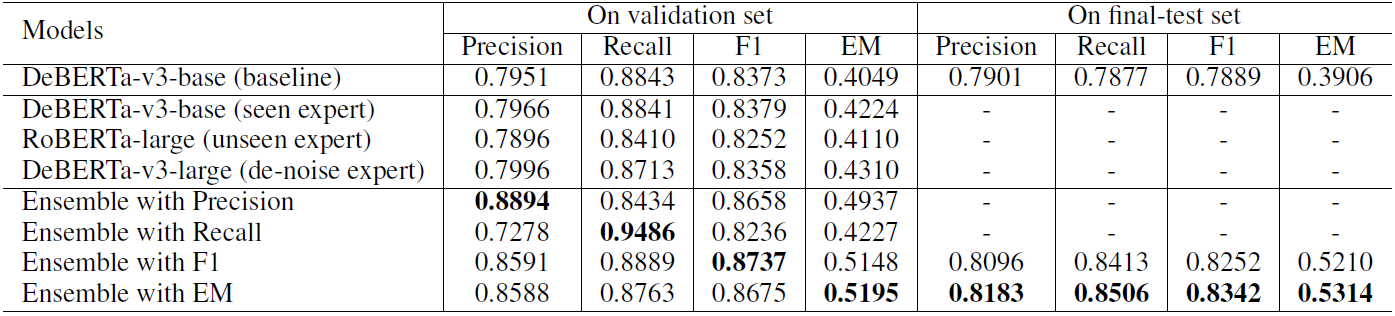 Models On validation set On final-test set
Precision Recall F1 EM Precision Recall F1 EM
DeBERTa-v3-base (baseline) 0.7951 0.8843 0.8373 0.4049 0.7901 0.7877 0.7889 0.3906
DeBERTa-v3-base (seen expert) 0.7966 0.8841 0.8379 0.4224 - - - -
RoBERTa-large (unseen expert) 0.7896 0.8410 0.8252 0.4110 - - - -
DeBERTa-v3-large (de-noise expert) 0.7996 0.8713 0.8358 0.4310 - - - -
Ensemble with Precision 0.8894 0.8434 0.8658 0.4937 - - - -
Ensemble with Recall 0.7278 0.9486 0.8236 0.4227 - - - -
Ensemble with F1 0.8591 0.8889 0.8737 0.5148 0.8096 0.8413 0.8252 0.5210
Ensemble with EM 0.8588 0.8763 0.8675 0.5195 0.8183 0.8506 0.8342 0.5314